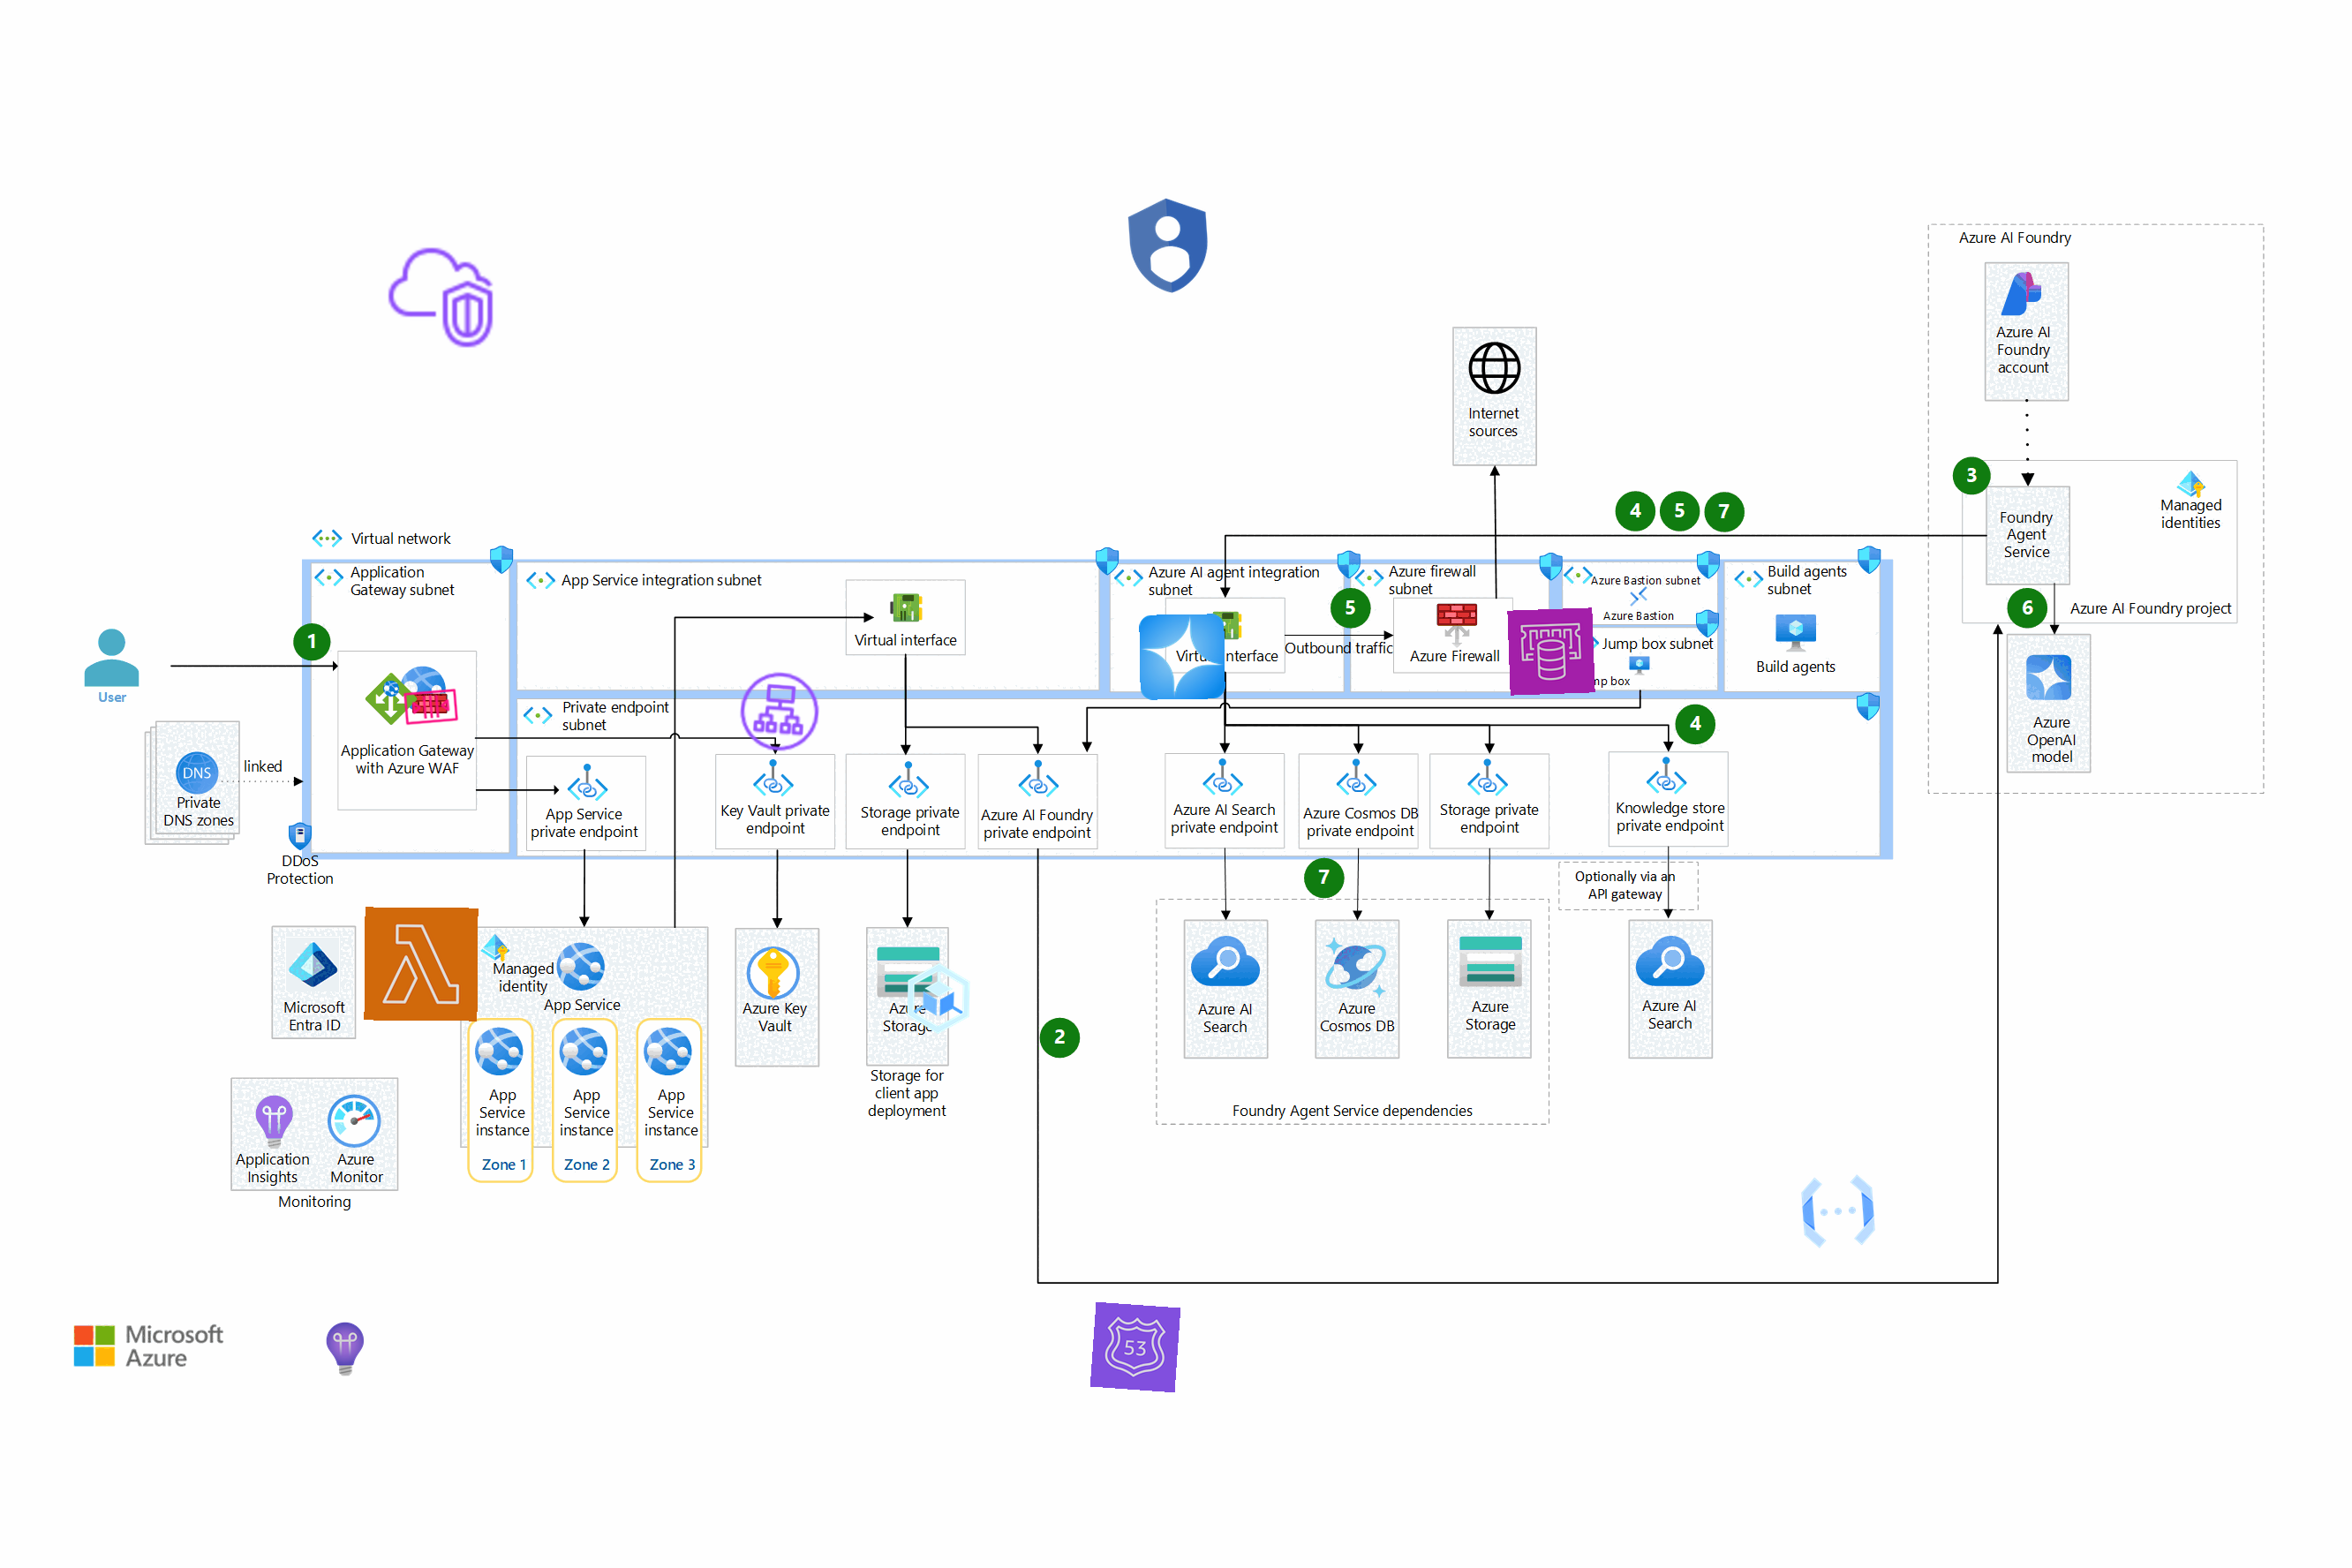 Azure AI Foundry
Azure AI
Foundry
account
Internet
sources
3
Managed
identities
4 5 7
Foundry
Agent
Service
Virtual network
Application
Gateway subnet
App Service integration subnet
Azure AI agent integration
subnet
Azure firewall
subnet
Azure Bastion subnet
Azure Bastion
Build agents
subnet
5
6
Azure AI Foundry project
1
Virtual interface
Outbound traffic
Azure Firewall
Jump box subnet
Build agents
User
Private endpoint
subnet
4
Azure
OpenAI
model
Application Gateway
with Azure WAF
linked
DNS
Private
DNS zones
App Service
private endpoint
Key Vault private
endpoint
Storage private
endpoint
Azure AI Foundry
private endpoint
Azure AI Search
private endpoint
Azure Cosmos DB
private endpoint
Storage private
endpoint
Knowledge store
private endpoint
DDoS
Protection
7
Optionally via an
API gateway
Microsoft
Entra ID
Managed
identity
App Service
Azure Key
Vault
Azure
Storage
2
Azure AI
Search
Azure
Cosmos DB
Azure
Storage
Azure AI
Search
Storage for
client app
deployment
App
Service
instance
App
Service
instance
App
Service
instance
Foundry Agent Service dependencies
Zone 1
Zone 2
Zone 3
Application
Insights
Azure
Monitor
Monitoring
Microsoft
Azure
53